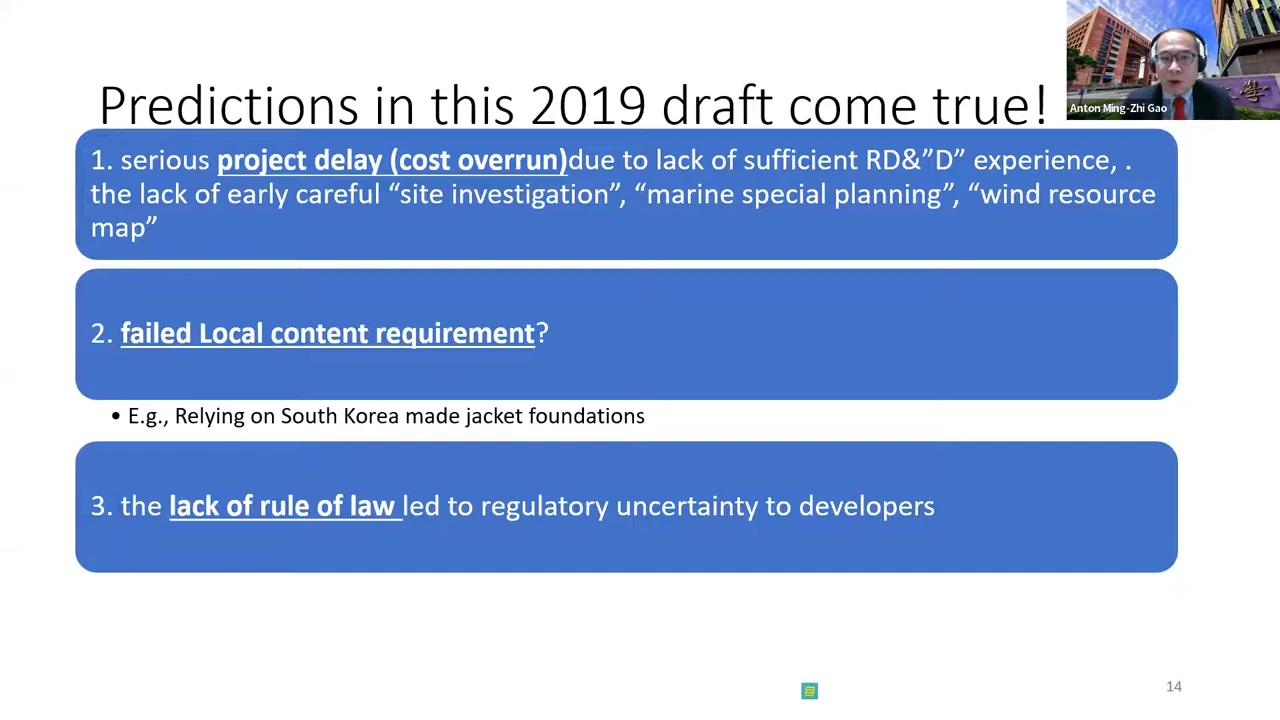 Predictions in this 2019 draft come true!
Anton Ming-Zhi Gao
1. serious project delay (cost overrun)due to lack of sufficient RD&”D” experience, .
the lack of early careful “site investigation”, “marine special planning”, “wind resource
map”
2. failed Local content requirement?
• E.g., Relying on South Korea made jacket foundations
3. the lack of rule of law led to regulatory uncertainty to developers
14